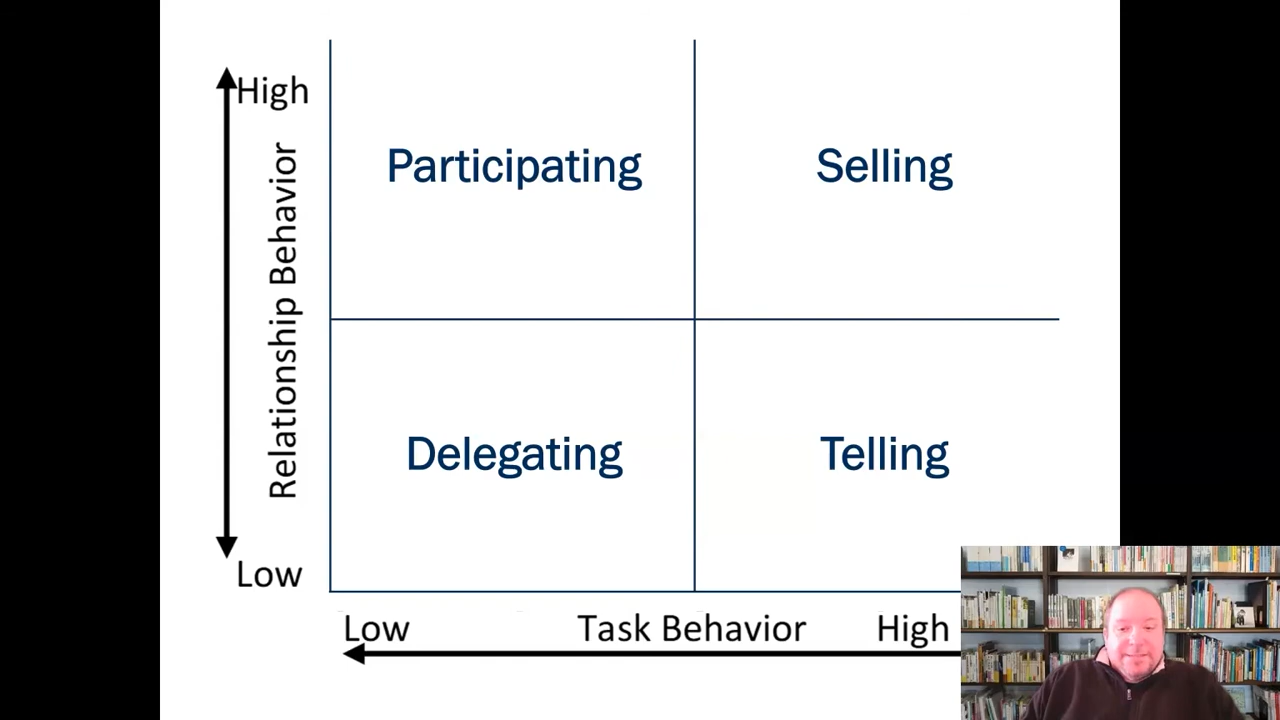 High
Participating
Selling
Relationship Behavior
Delegating
Telling
Low
Low
Task Behavior
High